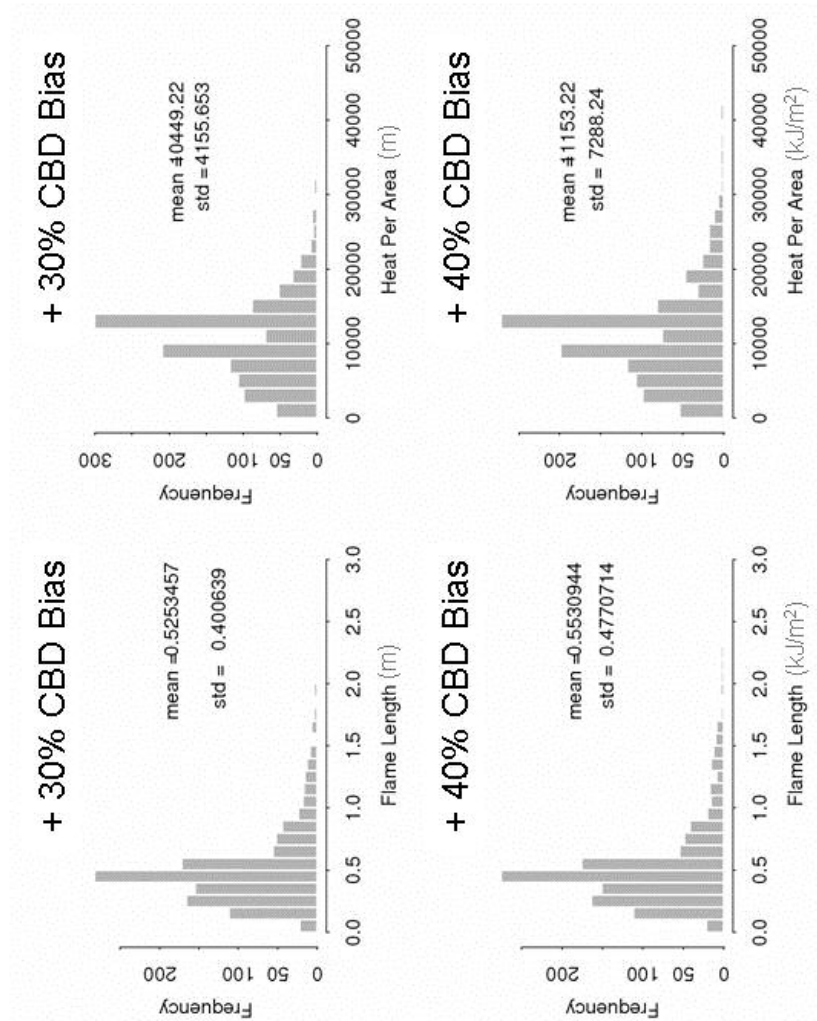 + 30% CBD Bias
mean =0.5253457
std = 0.400639
Frequency
0 50 100 200
0.0 0.5 1.0 1.5 2.0 2.5 3.0
Flame Length (m)
+ 30% CBD Bias
mean =10449.22
std =4155.653
Frequency
0 50 100 200 300
0 10000 20000 30000 40000 50000
Heat Per Area (m)
+ 40% CBD Bias
mean =0.5530944
std = 0.4770714
Frequency
0 50 100 200
0.0 0.5 1.0 1.5 2.0 2.5 3.0
Flame Length (kJ/m²)
+ 40% CBD Bias
mean =11153.22
std = 7288.24
Frequency
0 50 100 200
0 10000 20000 30000 40000 50000
Heat Per Area (kJ/m²)